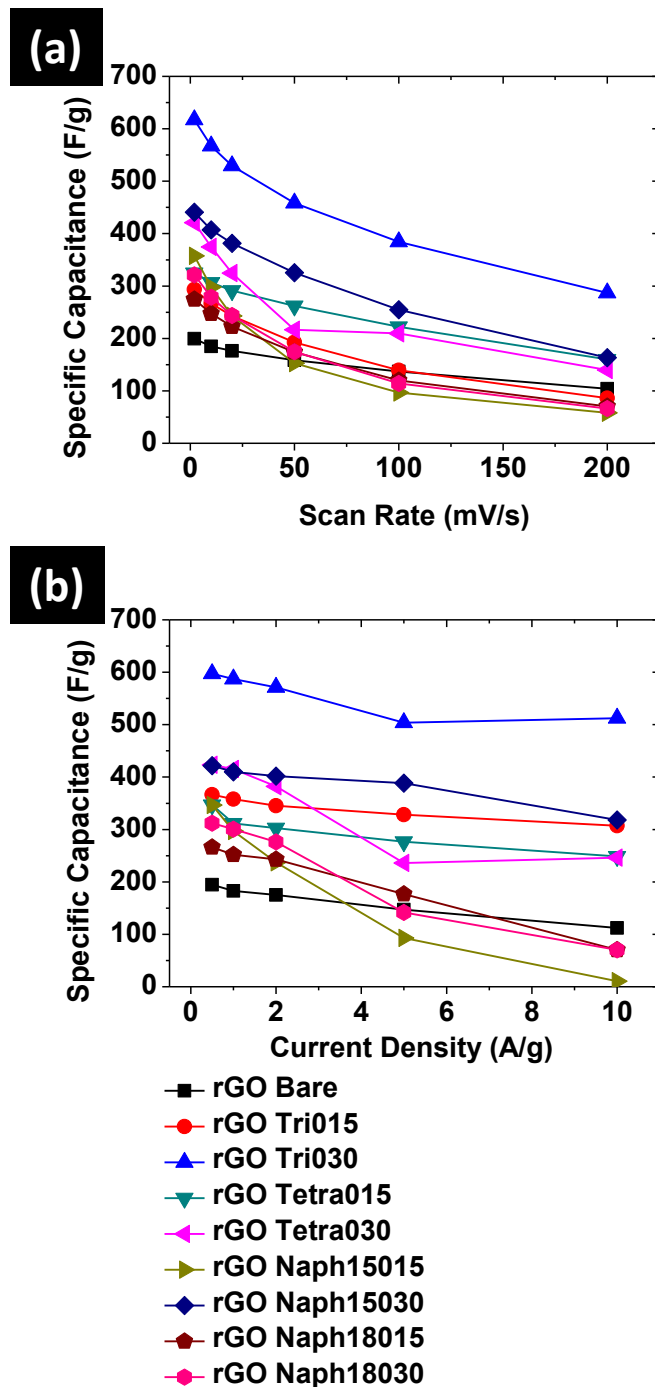 (a)
700
600
500
400
300
200
100
0
Specific Capacitance (F/g)
0 50 100 150 200
Scan Rate (mV/s)
(b)
700
600
500
400
300
200
100
0
Specific Capacitance (F/g)
0 2 4 6 8 10
Current Density (A/g)
rGO Bare
rGO Tri015
rGO Tri030
rGO Tetra015
rGO Tetra030
rGO Naph15015
rGO Naph15030
rGO Naph18015
rGO Naph18030